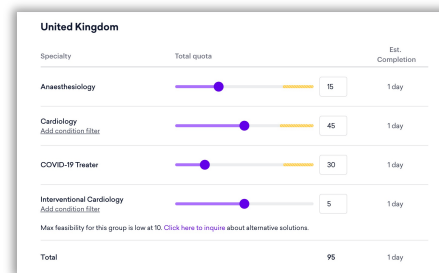 United Kingdom
Specialty Total quota Est. Completion
Anaesthesiology 15 1 day
Cardiology
Add condition filter 45 1 day
COVID-19 Treater 30 1 day
Interventional Cardiology
Add condition filter 5 1 day
Max feasibility for this group is low at 10. Click here to inquire about alternative solutions.
Total 95 1 day